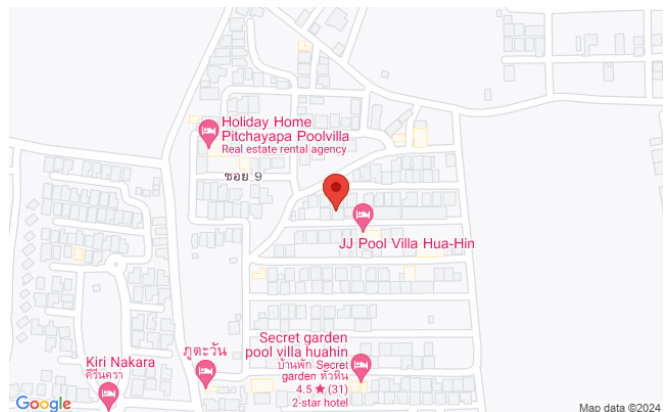 Holiday Home
Pitchayapa Poolvilla
Real estate rental agency
ซอย 9
JJ Pool Villa Hua-Hin
Secret garden
pool villa huahin
บ้านพัก Secret
garden หัวหิน
4.5 ★ (31)
2-star hotel
ภูตะวัน
Kiri Nakara
คีรีนครา
Google
Map data ©2024